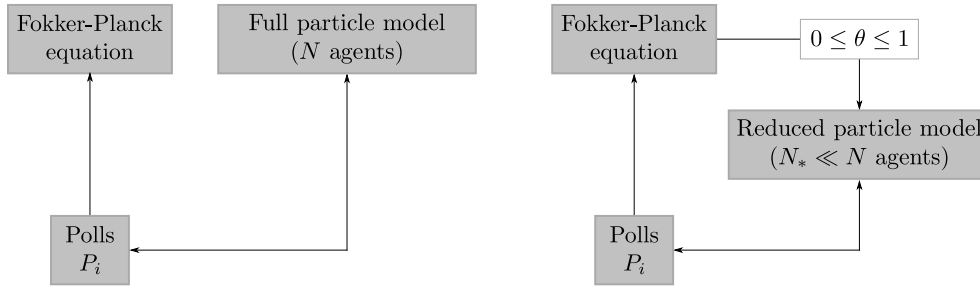 Fokker-Planck
equation
Full particle model
(N agents)
Polls
P_i
Fokker-Planck
equation
0 ≤ θ ≤ 1
Reduced particle model
(N_* ≪ N agents)
Polls
P_i